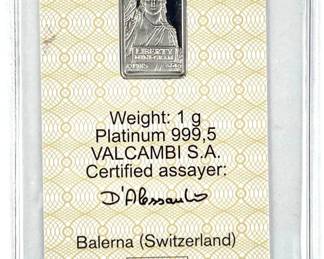 LIBERTY
Weight: 1 g
Platinum 999,5
VALCAMBI S.A.
Certified assayer:
D'Alessandro
Balerna (Switzerland)